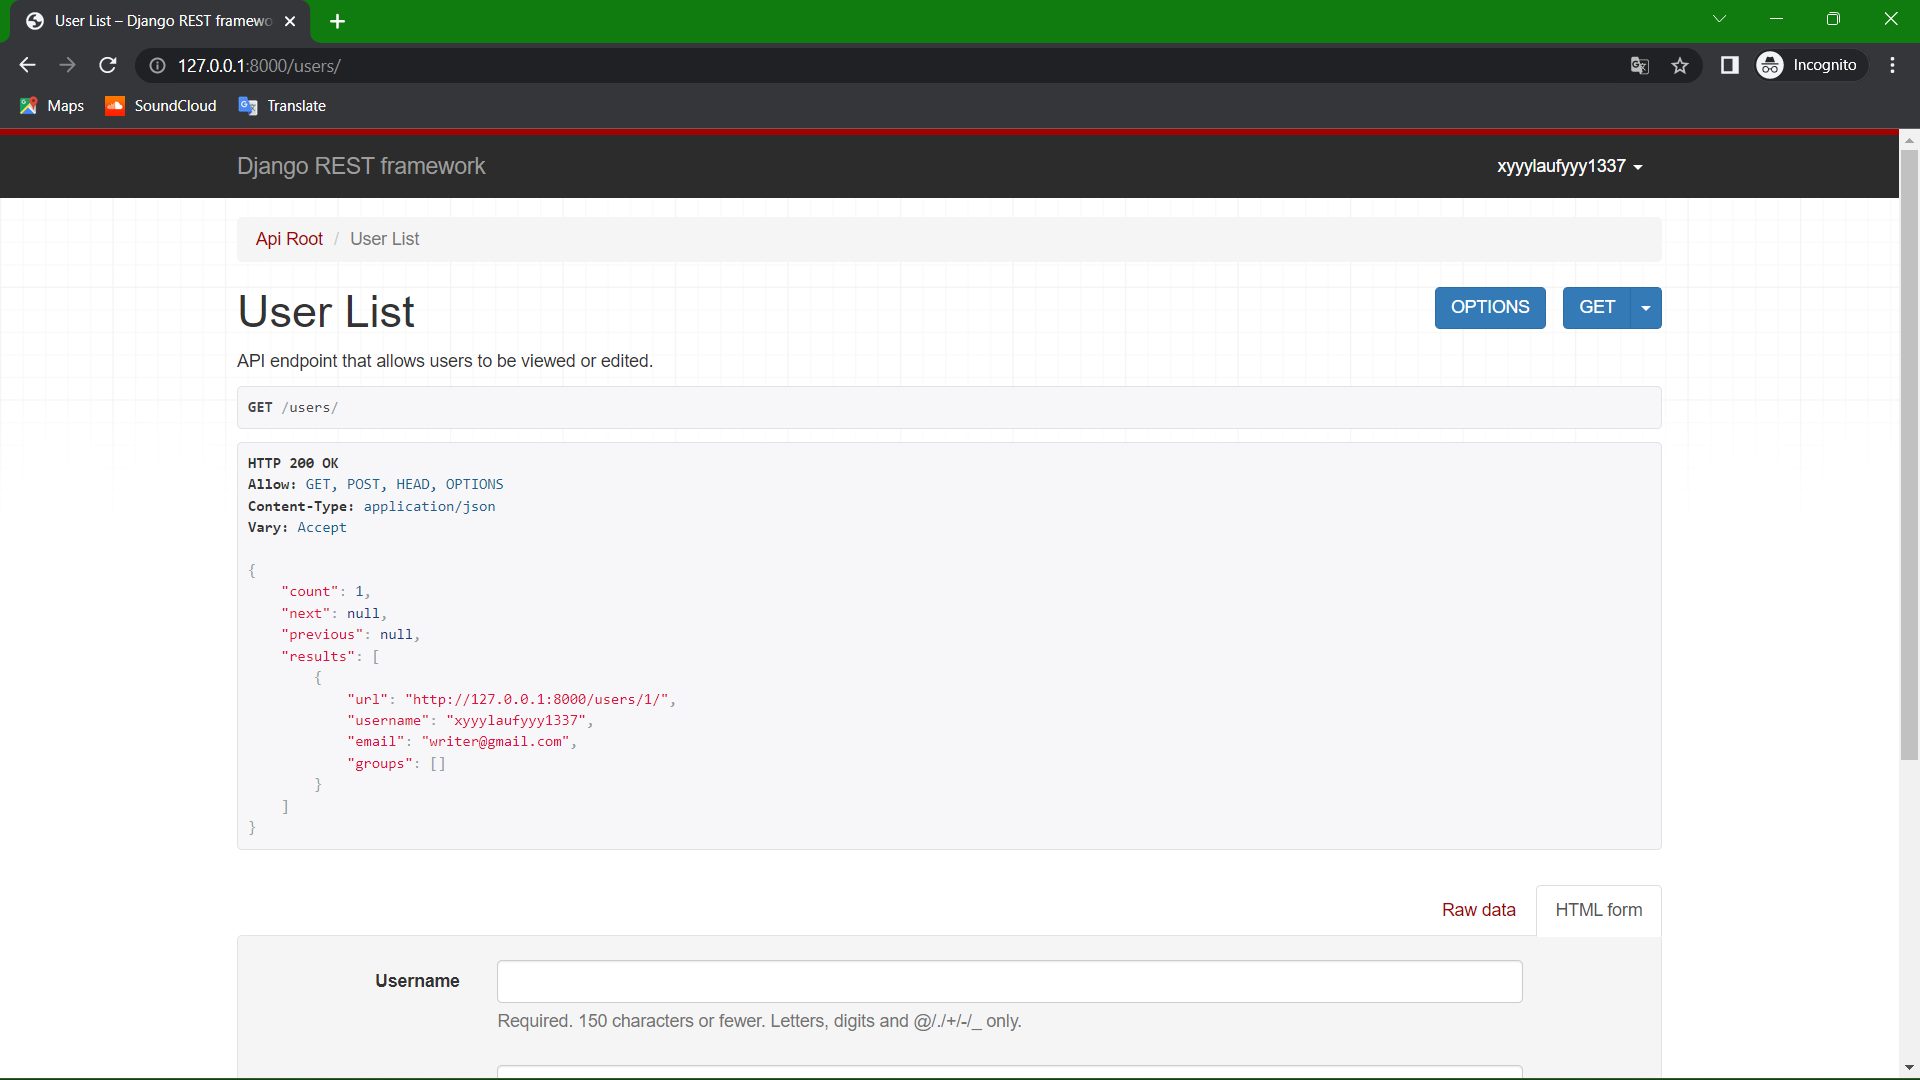 User List – Django REST framewo
127.0.0.1:8000/users/
Incognito
Maps
SoundCloud
Translate
Django REST framework
xyyylaufyyy1337
Api Root / User List
User List
OPTIONS
GET
API endpoint that allows users to be viewed or edited.
GET /users/
HTTP 200 OK
Allow: GET, POST, HEAD, OPTIONS
Content-Type: application/json
Vary: Accept
{
    "count": 1,
    "next": null,
    "previous": null,
    "results": [
        {
            "url": "http://127.0.0.1:8000/users/1/",
            "username": "xyyylaufyyy1337",
            "email": "writer@gmail.com",
            "groups": []
        }
    ]
}
Raw data
HTML form
Username
Required. 150 characters or fewer. Letters, digits and @/./+/-/_ only.